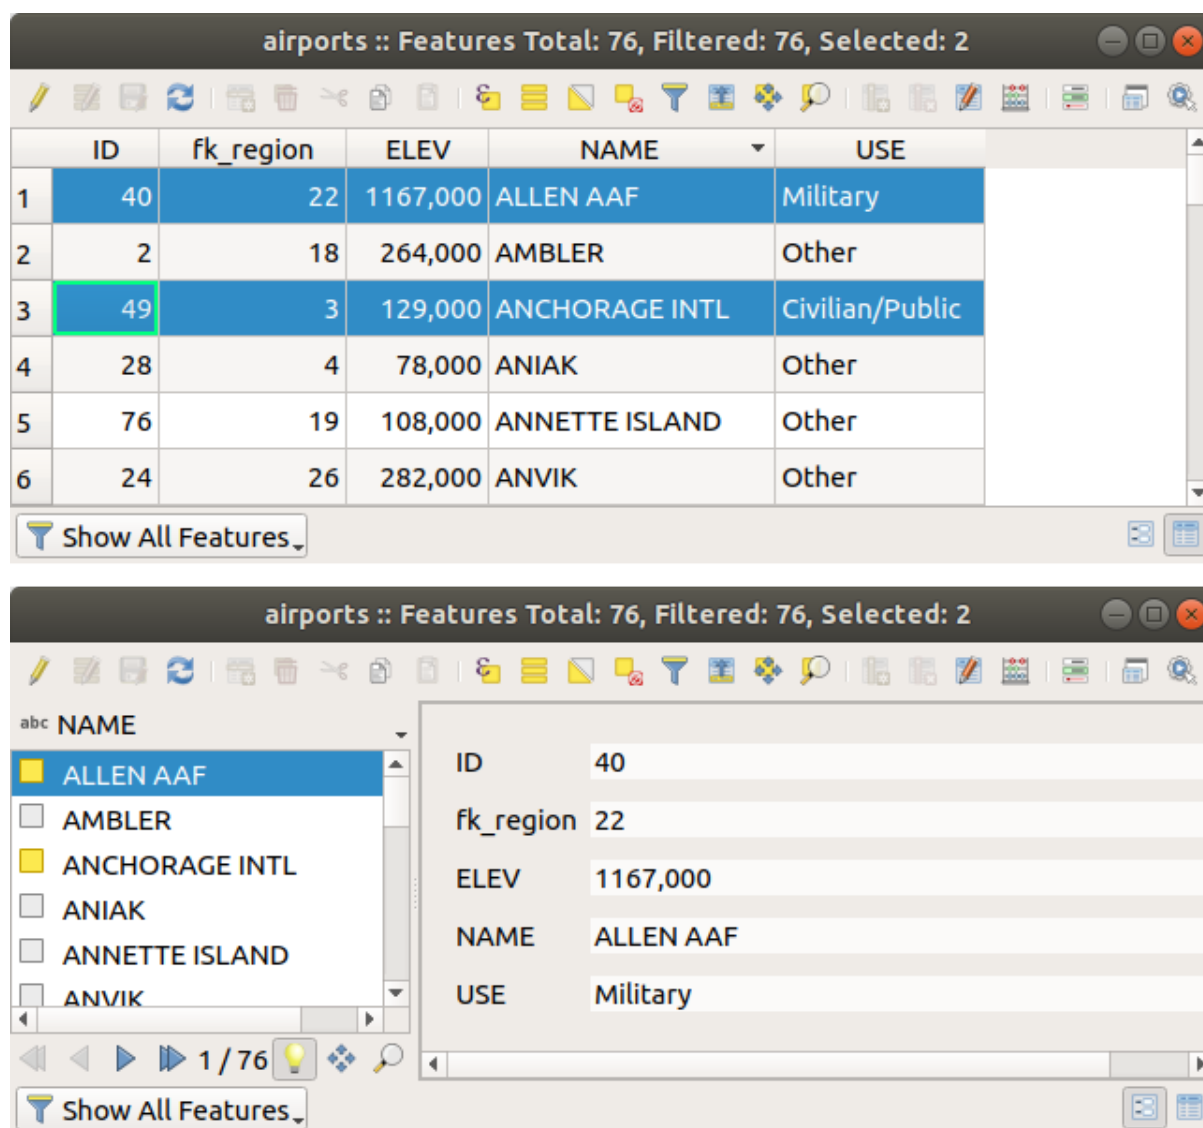 airports :: Features Total: 76, Filtered: 76, Selected: 2
ID fk_region ELEV NAME USE
1 40 22 1167,000 ALLEN AAF Military
2 2 18 264,000 AMBLER Other
3 49 3 129,000 ANCHORAGE INTL Civilian/Public
4 28 4 78,000 ANIAK Other
5 76 19 108,000 ANNETTE ISLAND Other
6 24 26 282,000 ANVIK Other
Show All Features
airports :: Features Total: 76, Filtered: 76, Selected: 2
abc NAME
ALLEN AAF
AMBLER
ANCHORAGE INTL
ANIAK
ANNETTE ISLAND
ANVIK
1 / 76
ID 40
fk_region 22
ELEV 1167,000
NAME ALLEN AAF
USE Military
Show All Features